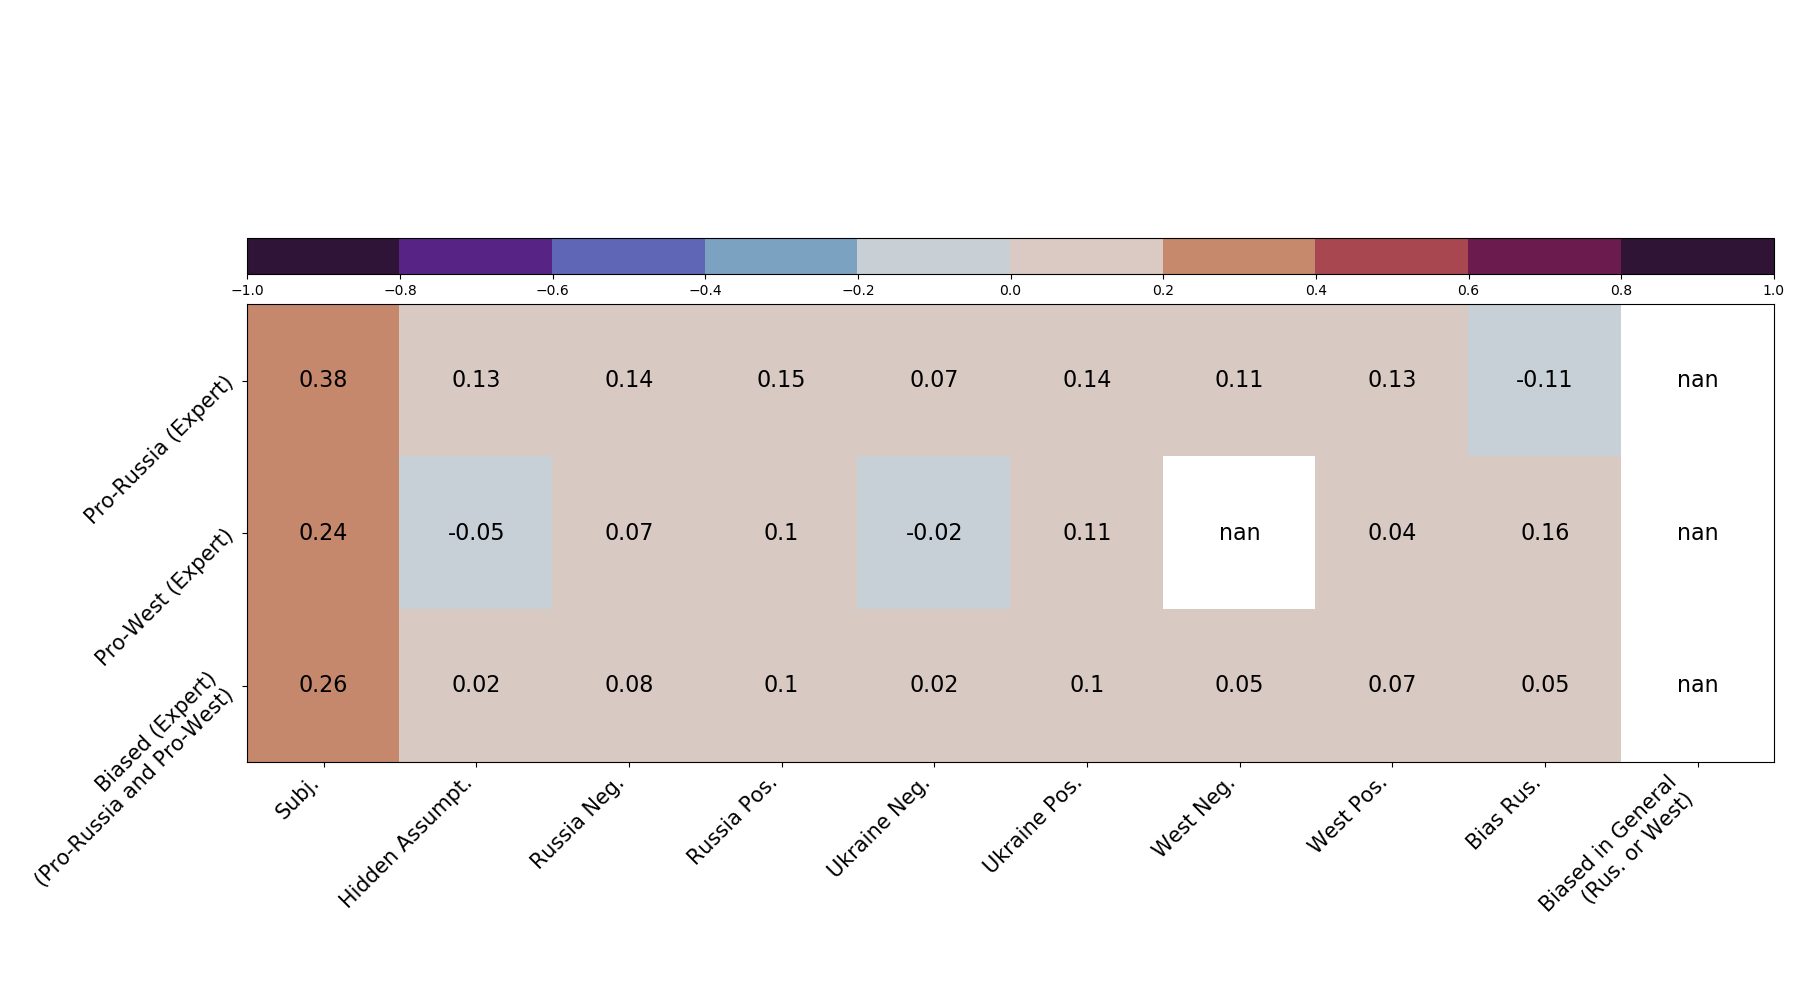 −1.0 −0.8 −0.6 −0.4 −0.2 0.0 0.2 0.4 0.6 0.8 1.0
Pro-Russia (Expert)
0.38 0.13 0.14 0.15 0.07 0.14 0.11 0.13 -0.11 nan
Pro-West (Expert)
0.24 -0.05 0.07 0.1 -0.02 0.11 nan 0.04 0.16 nan
Biased (Expert)
(Pro-Russia and Pro-West)
0.26 0.02 0.08 0.1 0.02 0.1 0.05 0.07 0.05 nan
Subj.
Hidden Assumpt.
Russia Neg.
Russia Pos.
Ukraine Neg.
Ukraine Pos.
West Neg.
West Pos.
Bias Rus.
Biased in General
(Rus. or West)